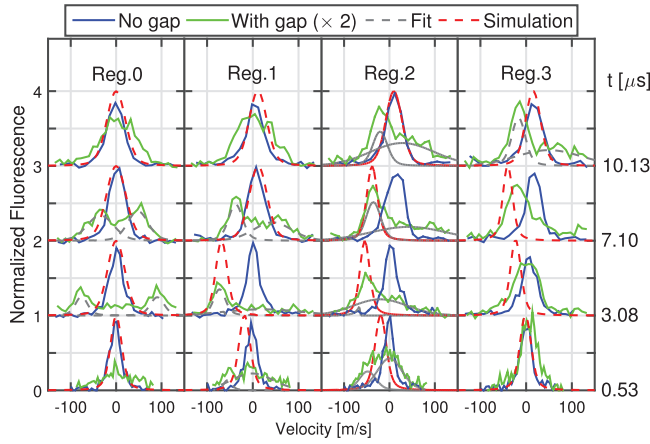 No gap With gap (× 2) Fit Simulation
Reg.0 Reg.1 Reg.2 Reg.3 t [μs]
Normalized Fluorescence
4
3 10.13
2 7.10
1 3.08
0 0.53
-100 0 100 -100 0 100 -100 0 100 -100 0 100
Velocity [m/s]